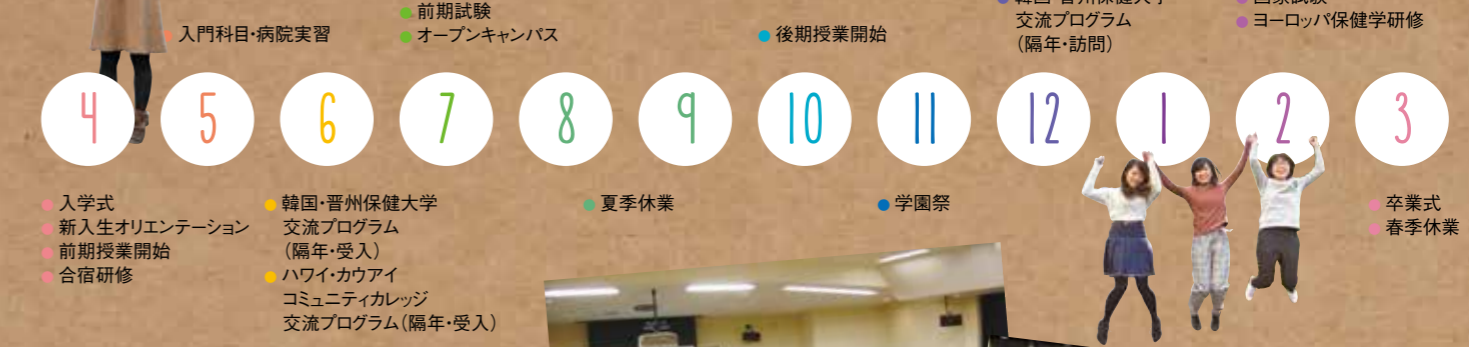 入門科目・病院実習
前期試験
オープンキャンパス
後期授業開始
交流プログラム
(隔年・訪問)
ヨーロッパ保健学研修
4
5
6
7
8
9
10
11
12
1
2
3
入学式
新入生オリエンテーション
前期授業開始
合宿研修
韓国・晋州保健大学
交流プログラム
(隔年・受入)
ハワイ・カウアイ
コミュニティカレッジ
交流プログラム(隔年・受入)
夏季休業
学園祭
卒業式
春季休業